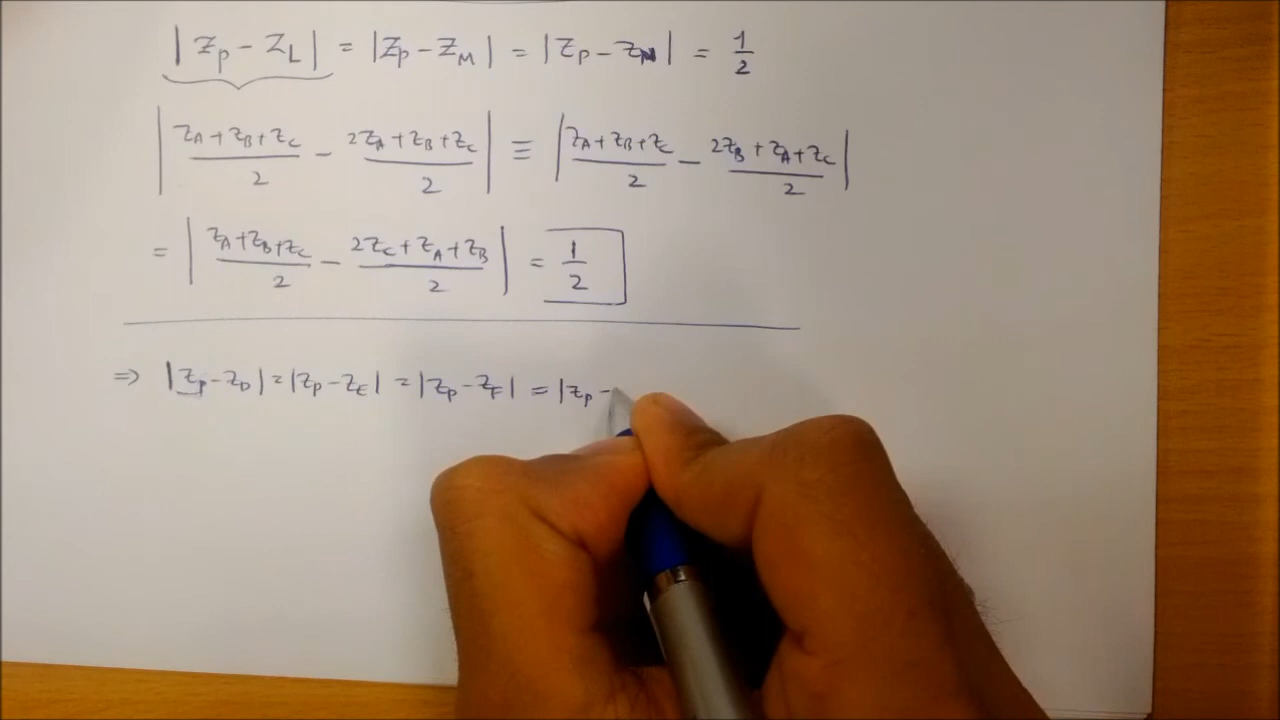 |z_P - z_L| = |z_P - z_M| = |z_P - z_N| = 1/2
|(z_A + z_B + z_C)/2 - (2z_A + z_B + z_C)/2| ≡ |(z_A + z_B + z_C)/2 - (2z_B + z_A + z_C)/2|
= |(z_A + z_B + z_C)/2 - (2z_C + z_A + z_B)/2| = 1/2
⇒ |z_P - z_D| = |z_P - z_E| = |z_P - z_F| = |z_P -